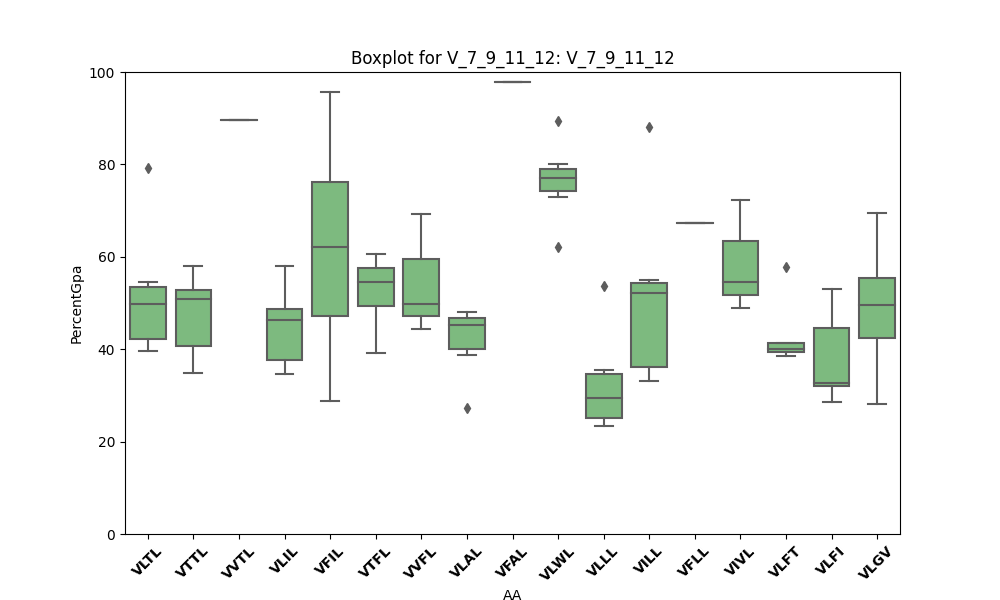 Boxplot for V_7_9_11_12: V_7_9_11_12
PercentGpa
100
80
60
40
20
0
VLTL VTTL VVTL VLIL VFIL VTFL VVFL VLAL VFAL VLWL VLLL VILL VFLL VIVL VLFT VLFI VLGV
AA